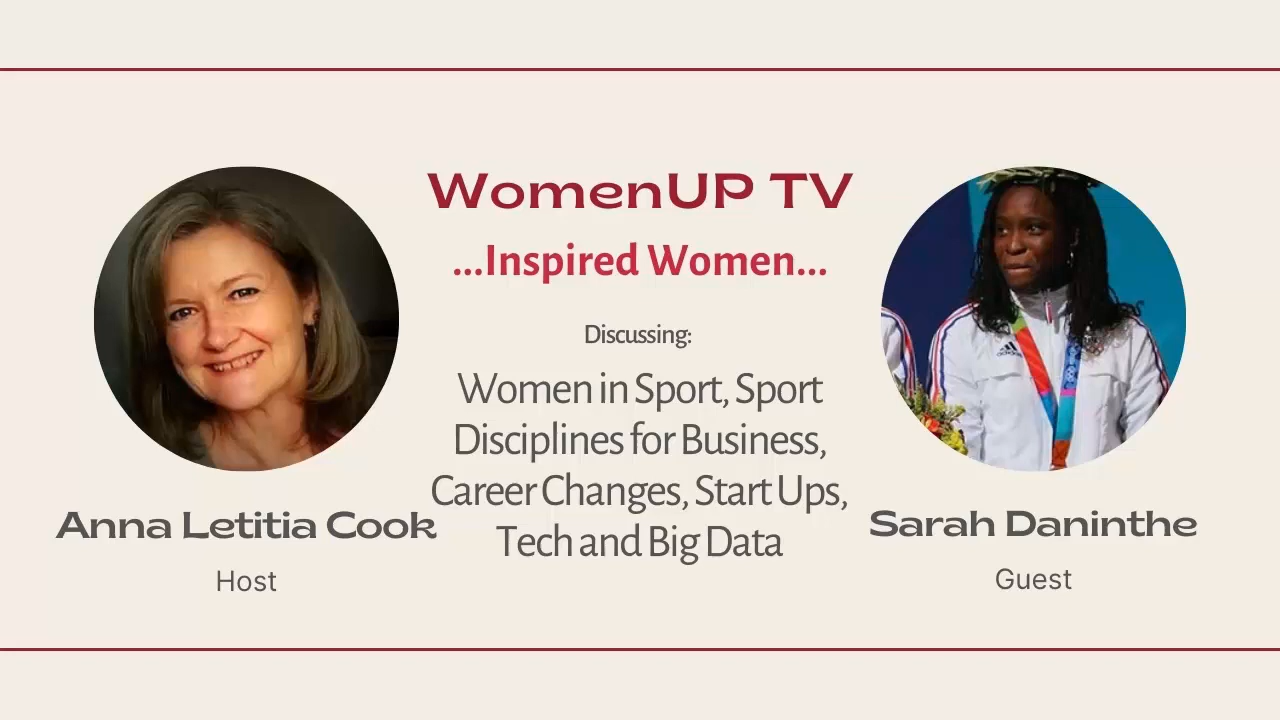 WomenUP TV
...Inspired Women...
Discussing:
Women in Sport, Sport
Disciplines for Business,
Career Changes, Start Ups,
Tech and Big Data
Anna Letitia Cook
Host
Sarah Daninthe
Guest
adidas